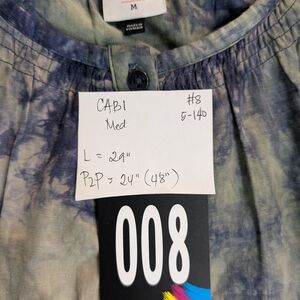 M
CABI #8
Med 5-140
L = 29"
P2P = 24" (48")
008